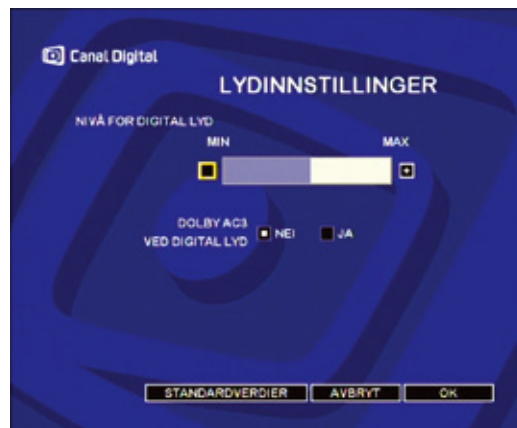 Canal Digital
LYDINNSTILLINGER
NIVÅ FOR DIGITAL LYD
MIN MAX
DOLBY AC3
VED DIGITAL LYD NEI JA
STANDARDVERDIER AVBRYT OK